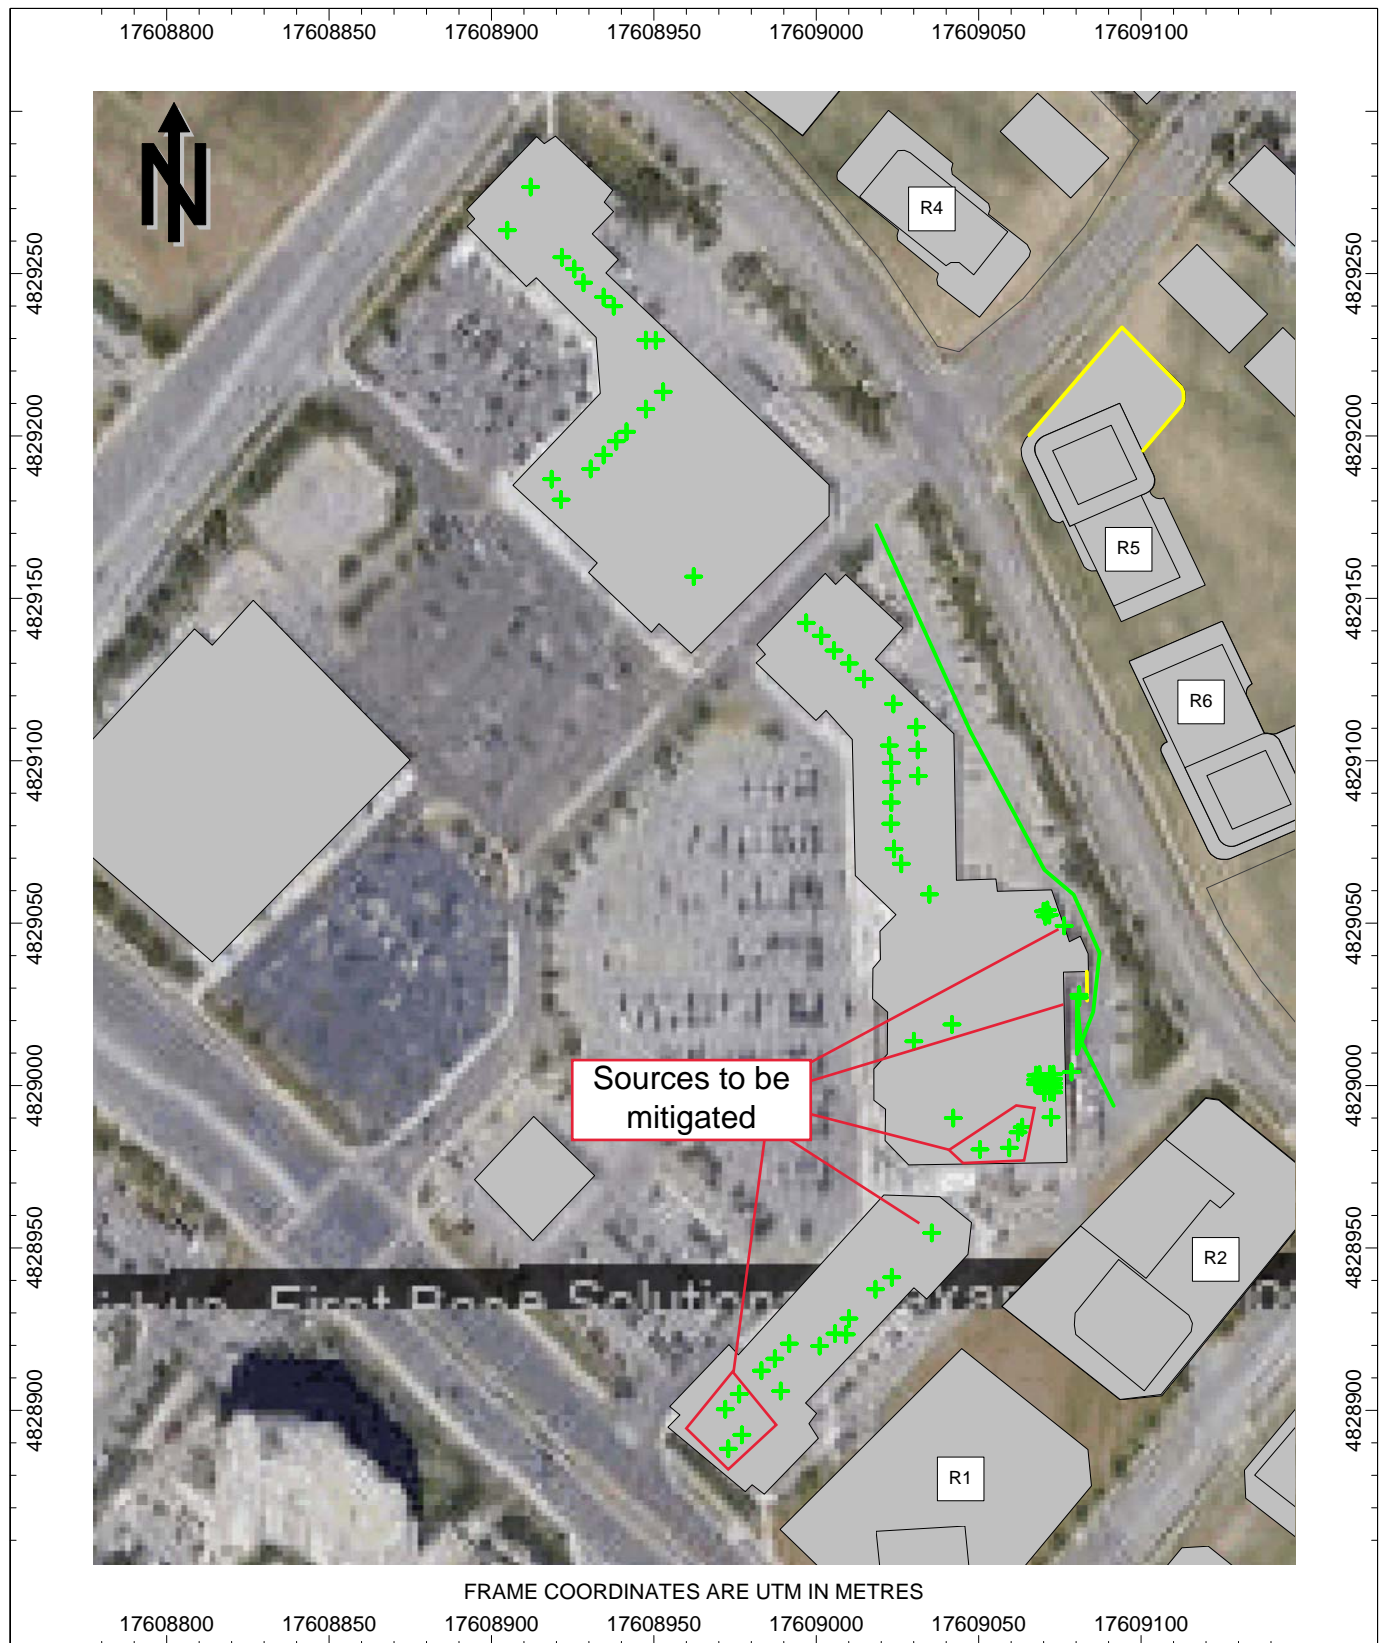 17608800 17608850 17608900 17608950 17609000 17609050 17609100
N
4829250 4829200 4829150 4829100 4829050 4829000 4828950 4828900
4829250 4829200 4829150 4829100 4829050 4829000 4828950 4828900
R4
R5
R6
Sources to be
mitigated
R2
First Base Solutions
R1
FRAME COORDINATES ARE UTM IN METRES
17608800 17608850 17608900 17608950 17609000 17609050 17609100